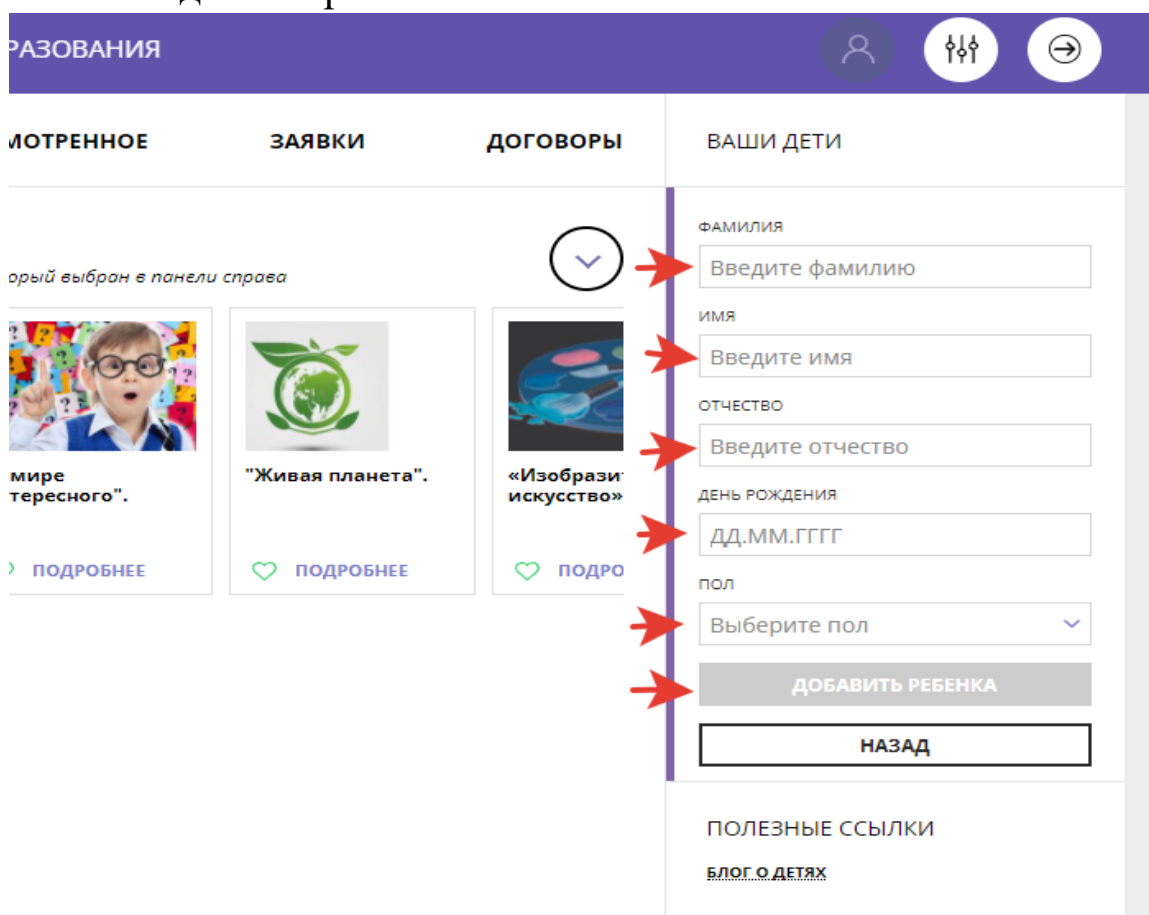 РАЗОВАНИЯ
МОТРЕННОЕ
ЗАЯВКИ
ДОГОВОРЫ
орый выбран в панели справа
мире
тересного".
ПОДРОБНЕЕ
"Живая планета".
ПОДРОБНЕЕ
«Изобразит
искусство»
ПОДРО
ВАШИ ДЕТИ
ФАМИЛИЯ
Введите фамилию
ИМЯ
Введите имя
ОТЧЕСТВО
Введите отчество
ДЕНЬ РОЖДЕНИЯ
ДД.ММ.ГГГГ
ПОЛ
Выберите пол
ДОБАВИТЬ РЕБЕНКА
НАЗАД
ПОЛЕЗНЫЕ ССЫЛКИ
БЛОГ О ДЕТЯХ